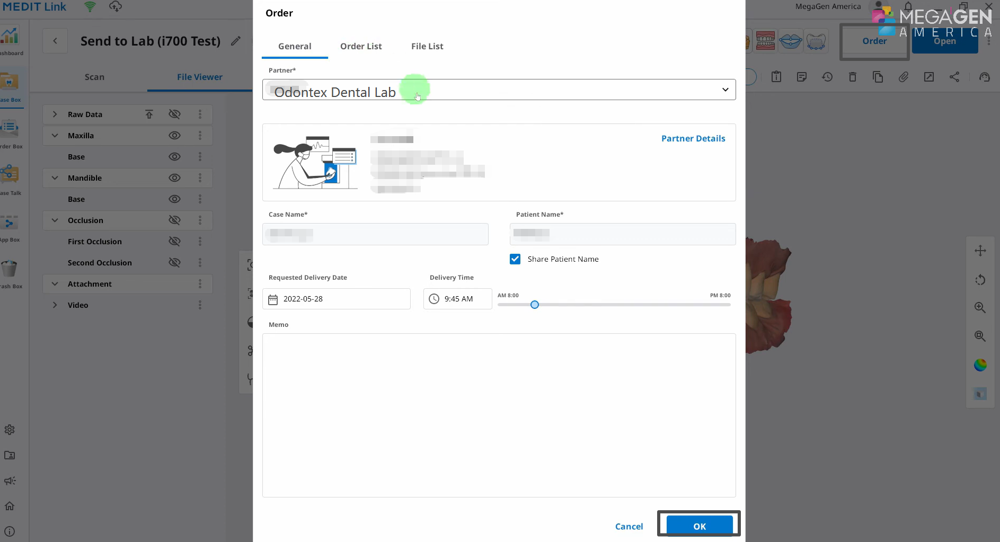 MEDIT Link
MegaGen America
MEGAGEN
AMERICA
Send to Lab (i700 Test)
Order
Open
ashboard
ase Box
rder Box
ase Talk
App Box
rash Box
Scan
File Viewer
Raw Data
Maxilla
Base
Mandible
Base
Occlusion
First Occlusion
Second Occlusion
Attachment
Video
Order
General
Order List
File List
Partner*
Odontex Dental Lab
Partner Details
Case Name*
Patient Name*
Share Patient Name
Requested Delivery Date
Delivery Time
2022-05-28
9:45 AM
AM 8:00
PM 8:00
Memo
Cancel
OK